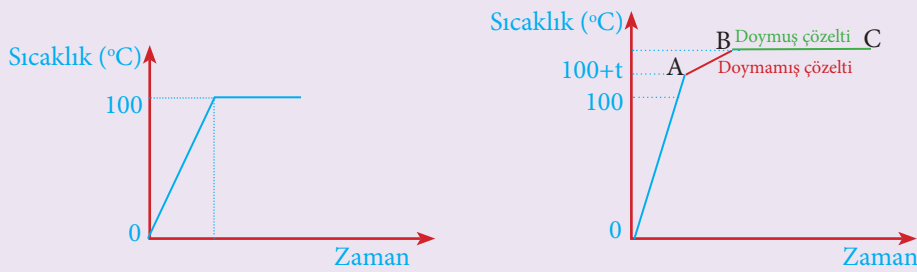 Sıcaklık (°C)
100
0
Zaman
Sıcaklık (°C)
B
Doymuş çözelti
C
A
Doymamış çözelti
100+t
100
0
Zaman